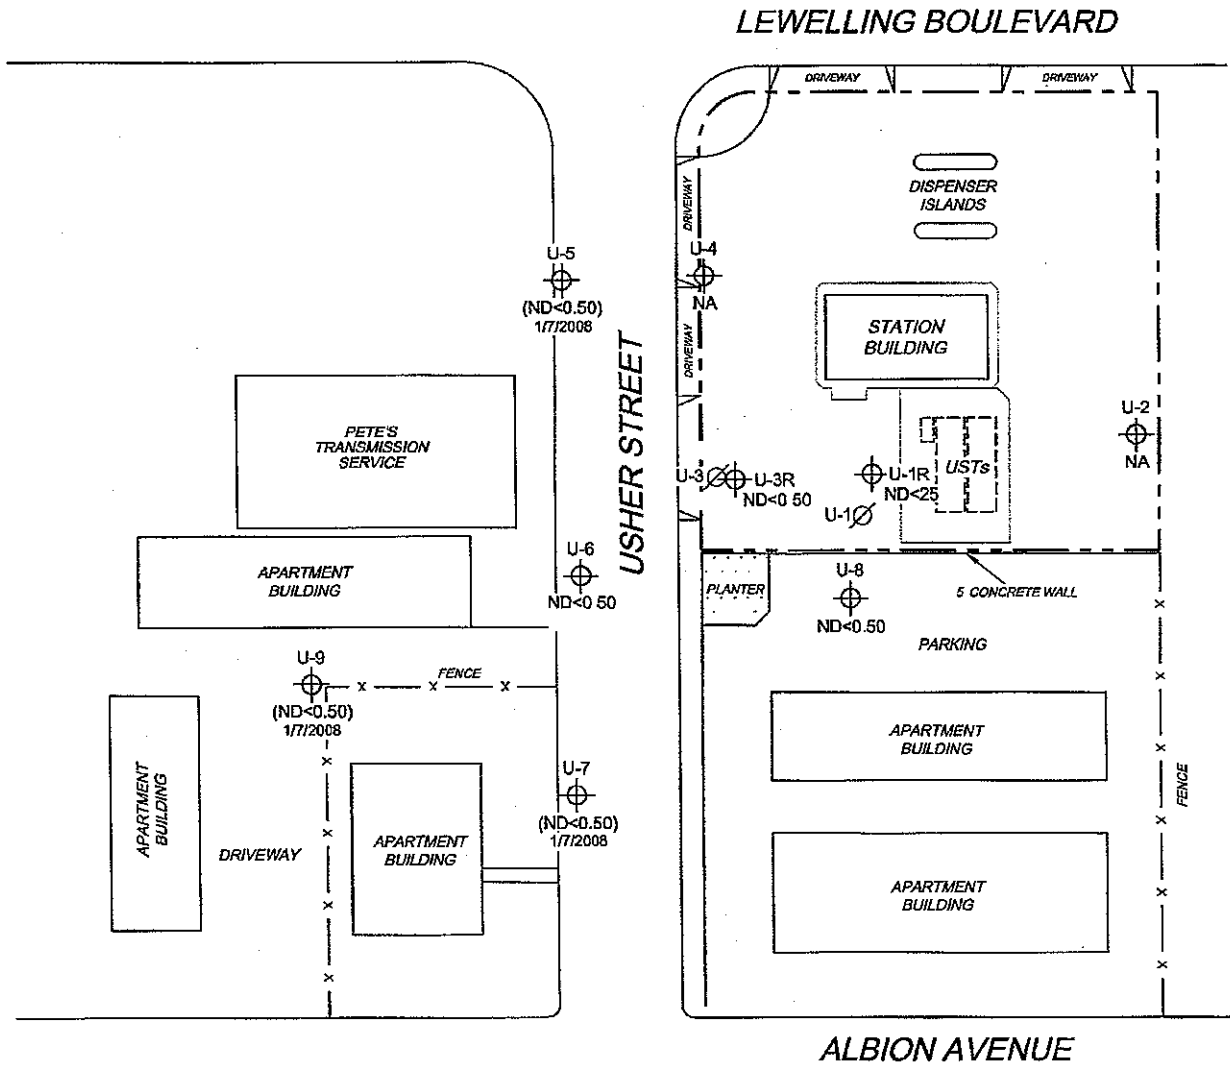 LEWELLING BOULEVARD
DRIVEWAY
DRIVEWAY
DISPENSER
ISLANDS
DRIVEWAY
U-4
NA
U-5
(ND<0.50)
1/7/2008
STATION
BUILDING
DRIVEWAY
USHER STREET
PETE'S
TRANSMISSION
SERVICE
U-2
NA
U-3
U-3R
ND<0 50
U-1R
ND<25
USTs
U-1
APARTMENT
BUILDING
U-6
ND<0 50
PLANTER
U-8
ND<0.50
5 CONCRETE WALL
PARKING
U-9
(ND<0.50)
1/7/2008
FENCE
APARTMENT
BUILDING
U-7
(ND<0.50)
1/7/2008
FENCE
APARTMENT
BUILDING
DRIVEWAY
APARTMENT
BUILDING
APARTMENT
BUILDING
ALBION AVENUE